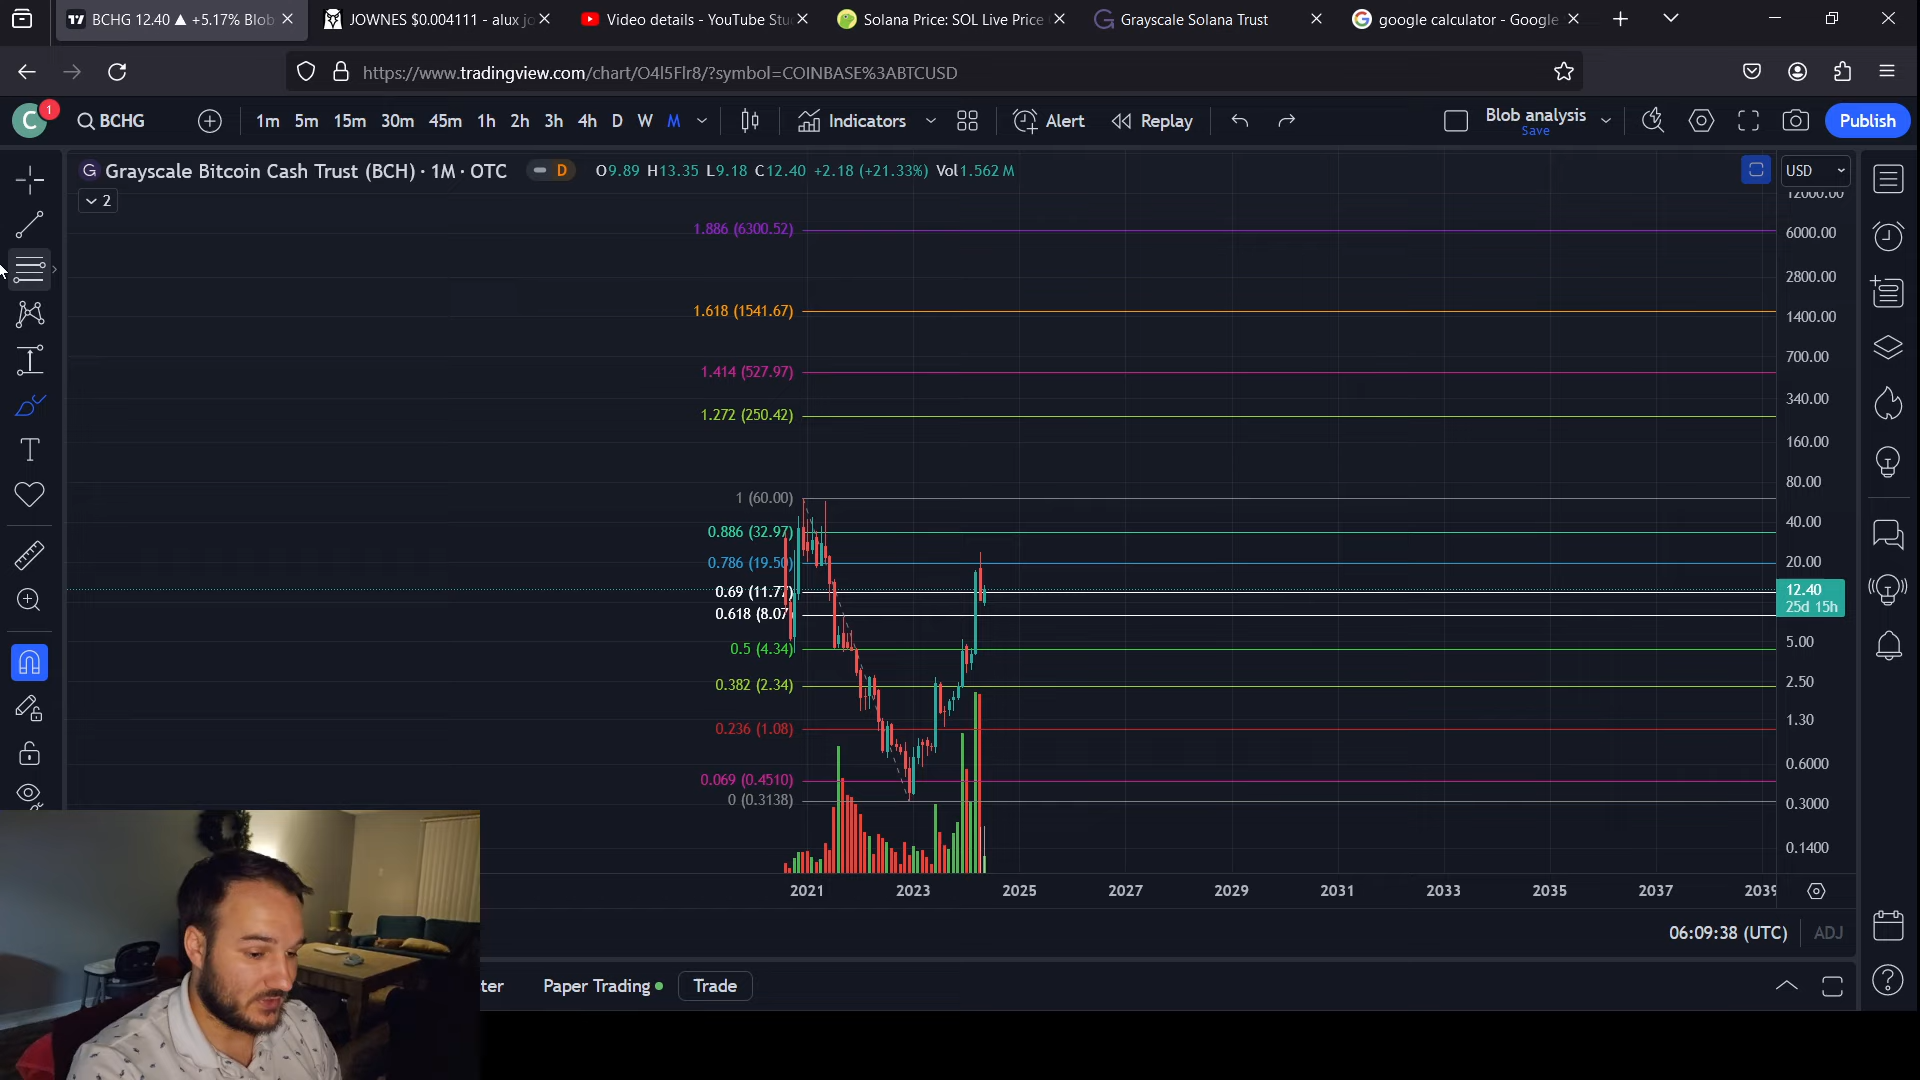 BCHG 12.40 ▲ +5.17% Blob
JOWNES $0.004111 - alux jo
Video details - YouTube Stu
Solana Price: SOL Live Price
Grayscale Solana Trust
google calculator - Google
https://www.tradingview.com/chart/O4l5Flr8/?symbol=COINBASE%3ABTCUSD
C 1
BCHG
1m 5m 15m 30m 45m 1h 2h 3h 4h D W M
Indicators
Alert
Replay
Blob analysis
Save
Publish
G Grayscale Bitcoin Cash Trust (BCH) · 1M · OTC
D
O9.89 H13.35 L9.18 C12.40 +2.18 (+21.33%) Vol1.562 M
USD
2
12000.00
1.886 (6300.52)
6000.00
2800.00
1.618 (1541.67)
1400.00
700.00
1.414 (527.97)
340.00
1.272 (250.42)
160.00
80.00
1 (60.00)
40.00
0.886 (32.97)
20.00
0.786 (19.50)
0.69 (11.77)
12.40
25d 15h
0.618 (8.07)
5.00
0.5 (4.34)
2.50
0.382 (2.34)
1.30
0.236 (1.08)
0.6000
0.069 (0.4510)
0 (0.3138)
0.3000
0.1400
2021 2023 2025 2027 2029 2031 2033 2035 2037 2039
06:09:38 (UTC)
ADJ
ter
Paper Trading
Trade